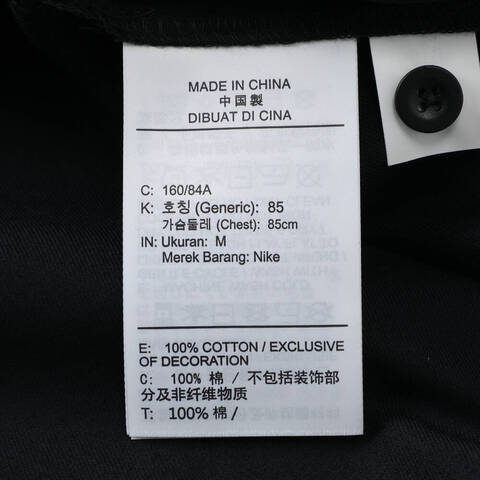 MADE IN CHINA
中国製
DIBUAT DI CINA
C: 160/84A
K: 호칭 (Generic): 85
가슴둘레 (Chest): 85cm
IN: Ukuran: M
Merek Barang: Nike
E: 100% COTTON / EXCLUSIVE
OF DECORATION
C: 100% 棉 / 不包括装饰部
分及非纤维物质
T: 100% 棉 /